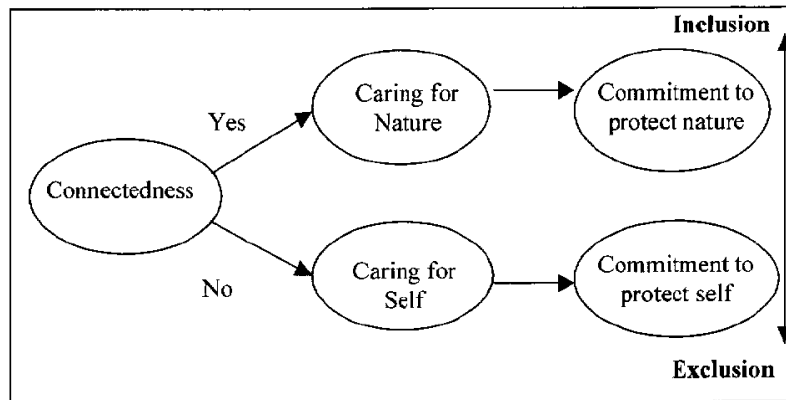 Inclusion
Caring for
Nature
Commitment to
protect nature
Yes
Connectedness
No
Caring for
Self
Commitment to
protect self
Exclusion